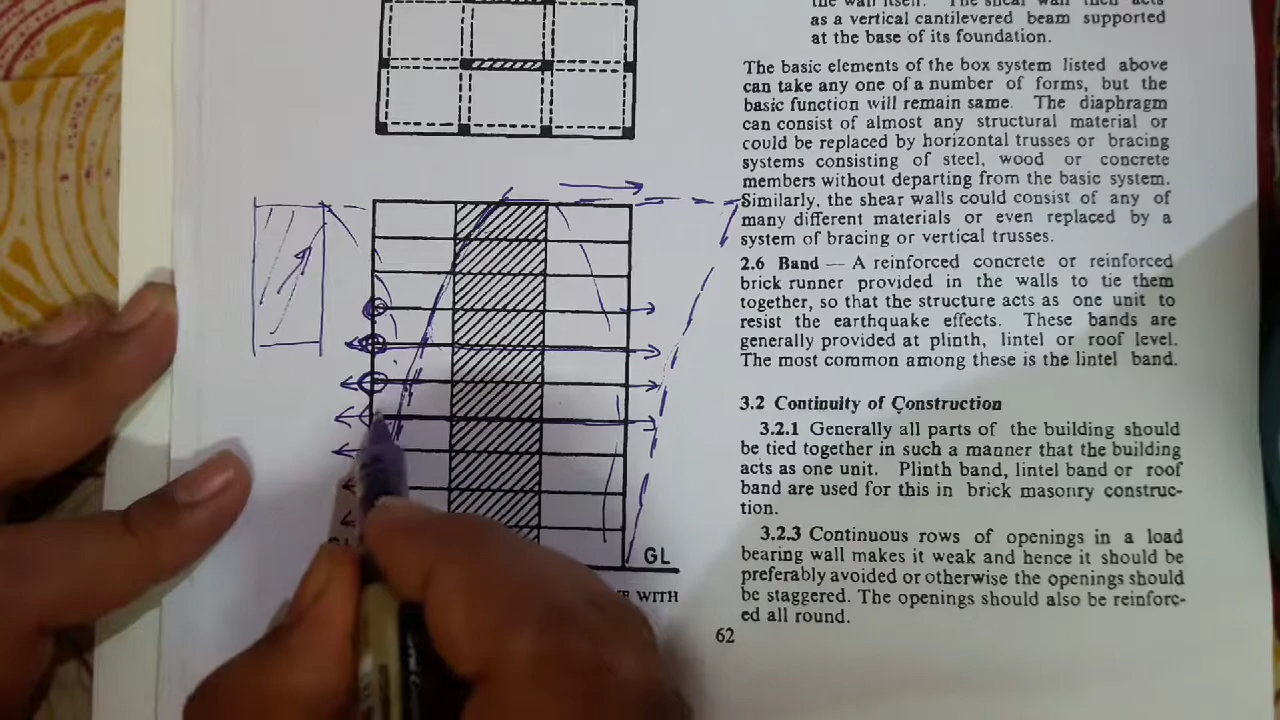 the wall itself. The shear wall then acts
as a vertical cantilevered beam supported
at the base of its foundation.
The basic elements of the box system listed above
can take any one of a number of forms, but the
basic function will remain same. The diaphragm
can consist of almost any structural material or
could be replaced by horizontal trusses or bracing
systems consisting of steel, wood or concrete
members without departing from the basic system.
Similarly, the shear walls could consist of any of
many different materials or even replaced by a
system of bracing or vertical trusses.
2.6 Band — A reinforced concrete or reinforced
brick runner provided in the walls to tie them
together, so that the structure acts as one unit to
resist the earthquake effects. These bands are
generally provided at plinth, lintel or roof level.
The most common among these is the lintel band.
3.2 Continuity of Construction
3.2.1 Generally all parts of the building should
be tied together in such a manner that the building
acts as one unit. Plinth band, lintel band or roof
band are used for this in brick masonry construc-
tion.
3.2.3 Continuous rows of openings in a load
bearing wall makes it weak and hence it should be
preferably avoided or otherwise the openings should
be staggered. The openings should also be reinforc-
ed all round.
62
GL
WITH